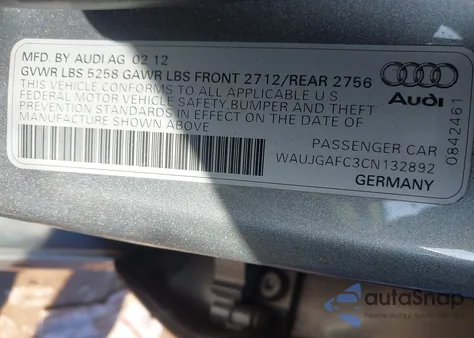 MFD. BY AUDI AG 02 12
GVWR LBS 5258 GAWR LBS FRONT 2712/REAR 2756
THIS VEHICLE CONFORMS TO ALL APPLICABLE U S
FEDERAL MOTOR VEHICLE SAFETY, BUMPER AND THEFT
PREVENTION STANDARDS IN EFFECT ON THE DATE OF
MANUFACTURE SHOWN ABOVE
Audi
PASSENGER CAR
WAUJGAFC3CN132892
GERMANY
0842461
autoSnap